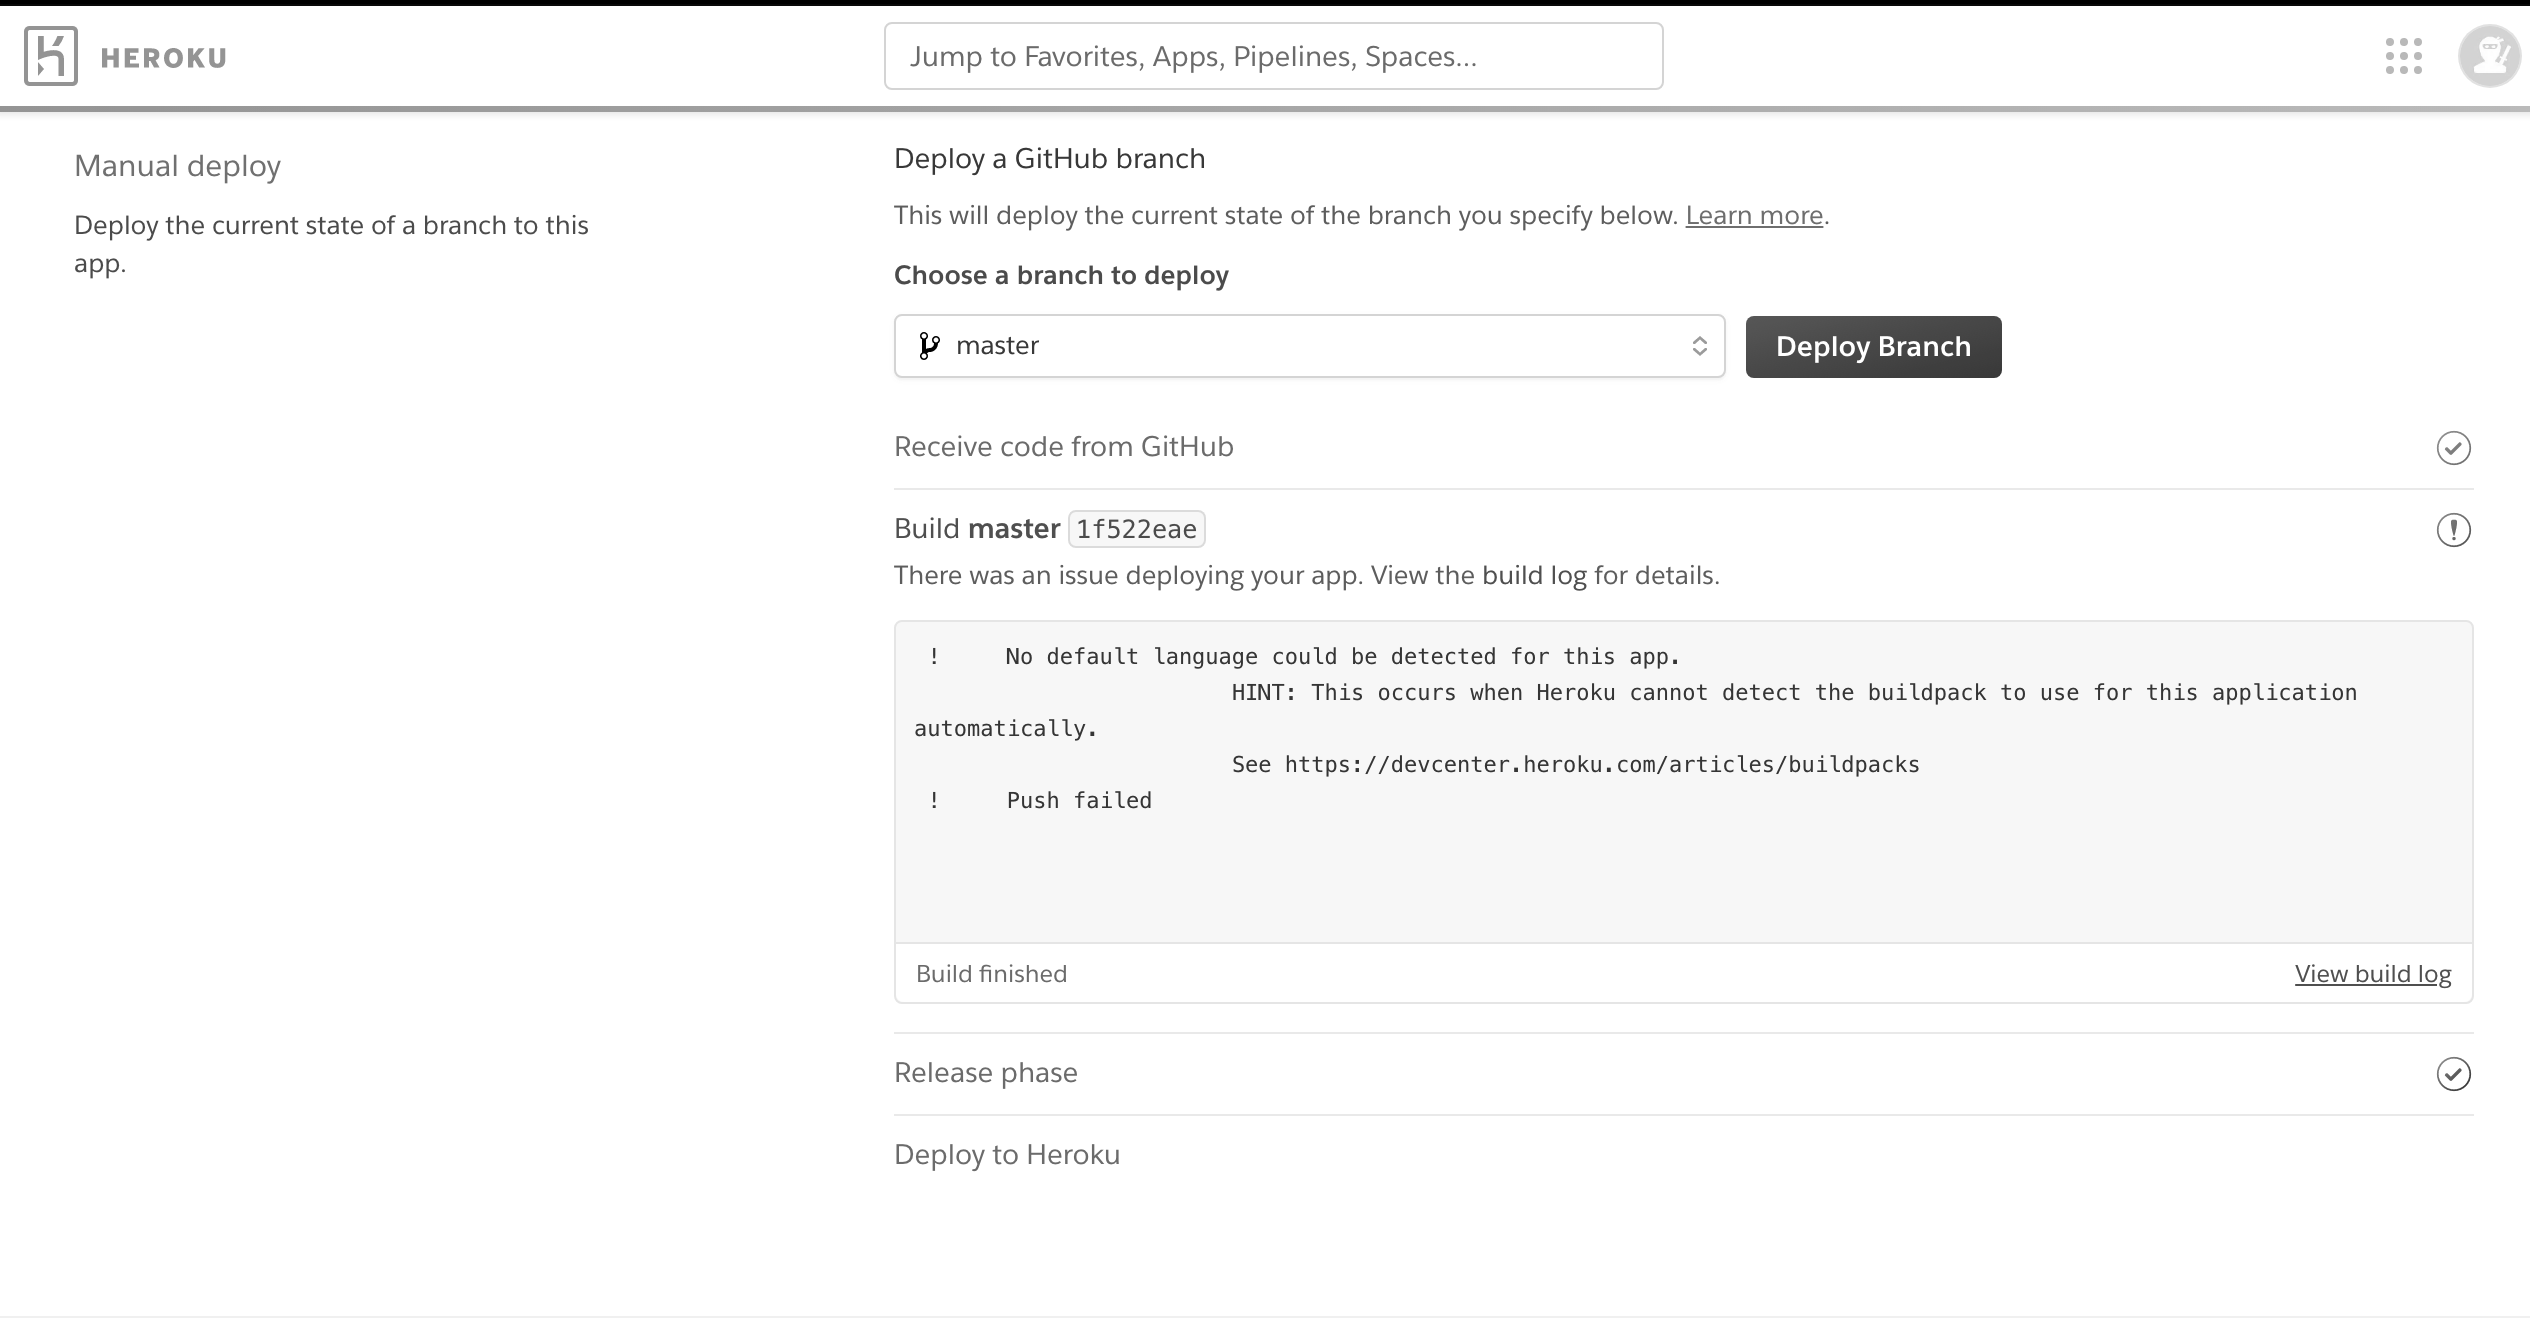 HEROKU
Jump to Favorites, Apps, Pipelines, Spaces...
Manual deploy
Deploy the current state of a branch to this
app.
Deploy a GitHub branch
This will deploy the current state of the branch you specify below. Learn more.
Choose a branch to deploy
master
Deploy Branch
Receive code from GitHub
Build master 1f522eae
There was an issue deploying your app. View the build log for details.
! No default language could be detected for this app.
HINT: This occurs when Heroku cannot detect the buildpack to use for this application
automatically.
See https://devcenter.heroku.com/articles/buildpacks
! Push failed
Build finished
View build log
Release phase
Deploy to Heroku